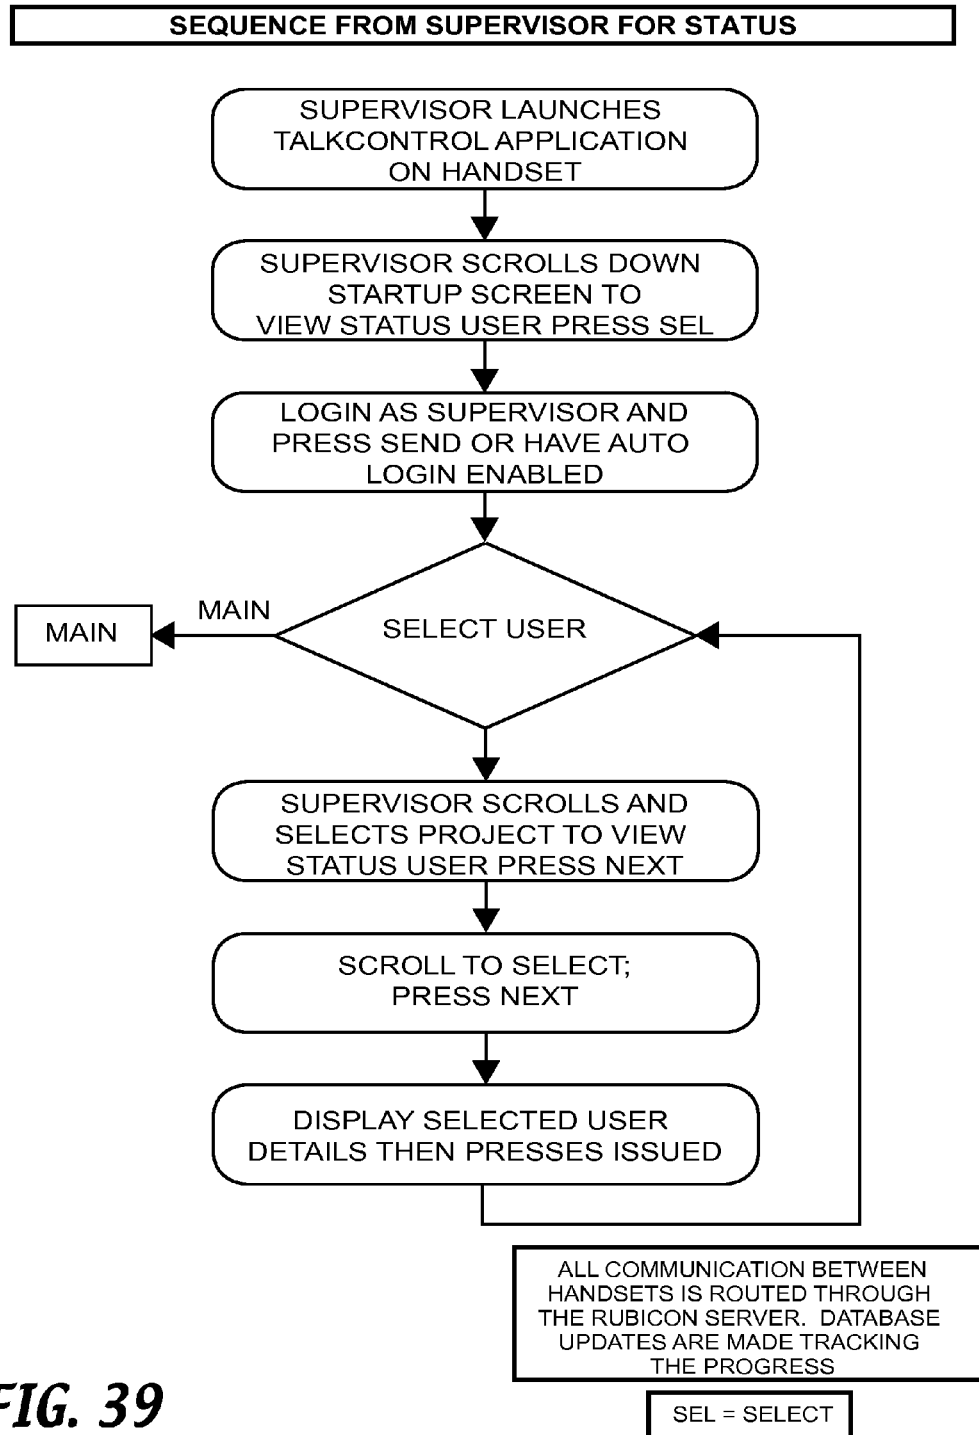 SEQUENCE FROM SUPERVISOR FOR STATUS
SUPERVISOR LAUNCHES
TALKCONTROL APPLICATION
ON HANDSET
SUPERVISOR SCROLLS DOWN
STARTUP SCREEN TO
VIEW STATUS USER PRESS SEL
LOGIN AS SUPERVISOR AND
PRESS SEND OR HAVE AUTO
LOGIN ENABLED
MAIN
MAIN
SELECT USER
SUPERVISOR SCROLLS AND
SELECTS PROJECT TO VIEW
STATUS USER PRESS NEXT
SCROLL TO SELECT;
PRESS NEXT
DISPLAY SELECTED USER
DETAILS THEN PRESSES ISSUED
ALL COMMUNICATION BETWEEN
HANDSETS IS ROUTED THROUGH
THE RUBICON SERVER. DATABASE
UPDATES ARE MADE TRACKING
THE PROGRESS
FIG. 39
SEL = SELECT